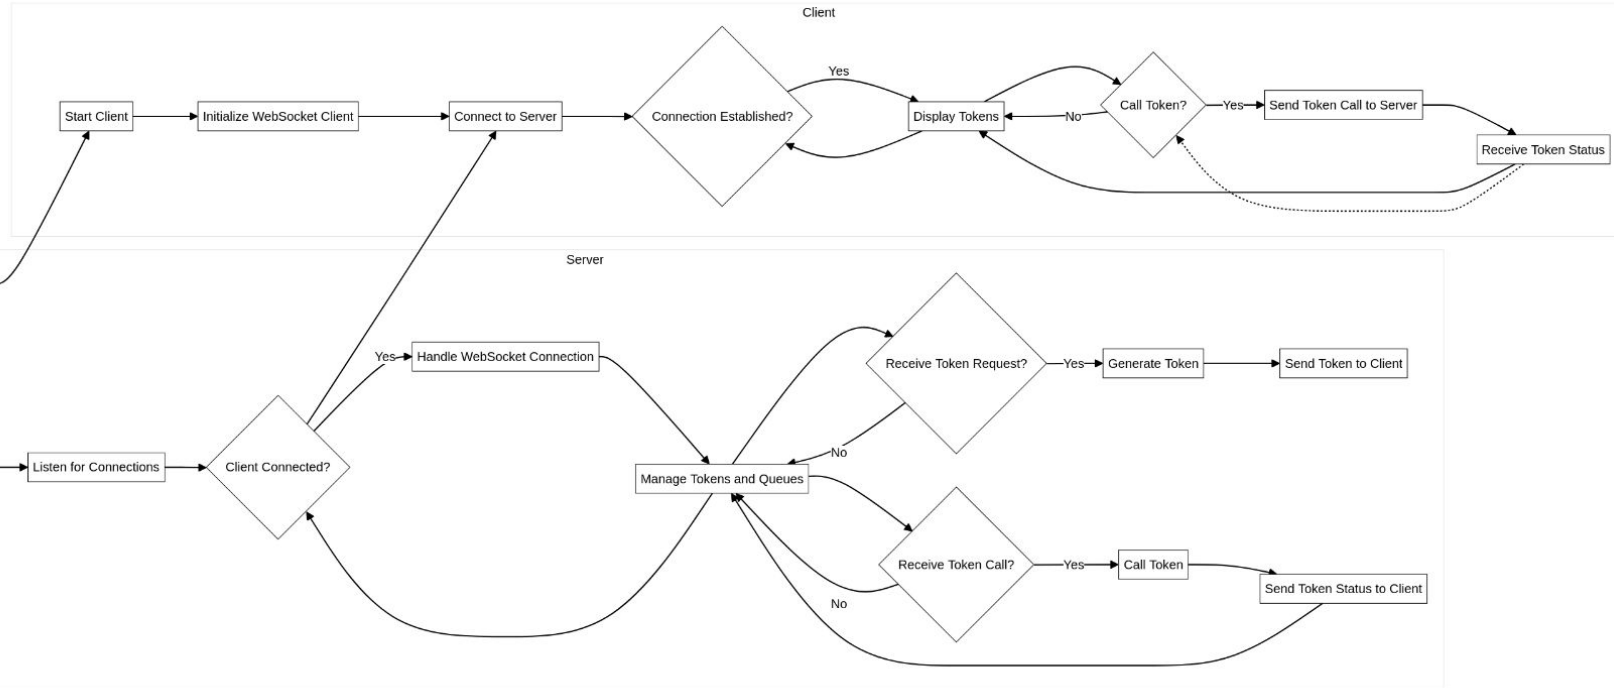 Client
Yes
Start Client
Initialize WebSocket Client
Connect to Server
Connection Established?
Display Tokens
No
Call Token?
Yes
Send Token Call to Server
Receive Token Status
Server
Yes
Handle WebSocket Connection
Receive Token Request?
Yes
Generate Token
Send Token to Client
No
Listen for Connections
Client Connected?
Manage Tokens and Queues
Receive Token Call?
Yes
Call Token
Send Token Status to Client
No